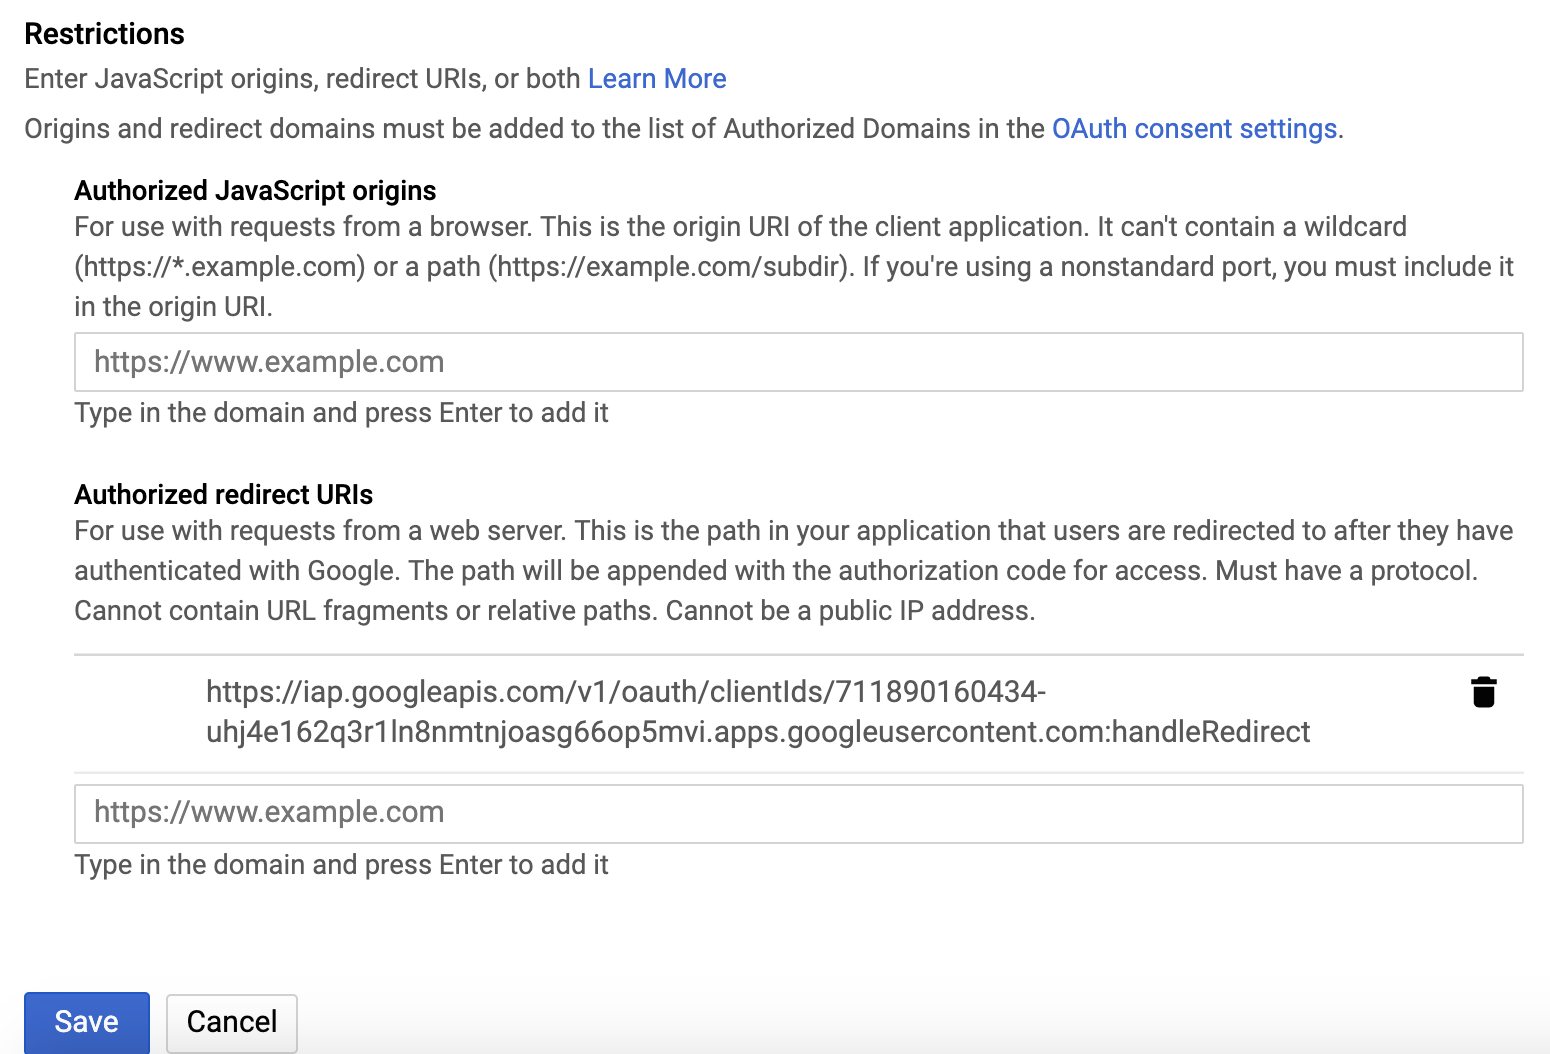 Restrictions
Enter JavaScript origins, redirect URIs, or both Learn More
Origins and redirect domains must be added to the list of Authorized Domains in the OAuth consent settings.
Authorized JavaScript origins
For use with requests from a browser. This is the origin URI of the client application. It can't contain a wildcard
(https://*.example.com) or a path (https://example.com/subdir). If you're using a nonstandard port, you must include it
in the origin URI.
https://www.example.com
Type in the domain and press Enter to add it
Authorized redirect URIs
For use with requests from a web server. This is the path in your application that users are redirected to after they have
authenticated with Google. The path will be appended with the authorization code for access. Must have a protocol.
Cannot contain URL fragments or relative paths. Cannot be a public IP address.
https://iap.googleapis.com/v1/oauth/clientIds/711890160434-
uhj4e162q3r1ln8nmtnjoasg66op5mvi.apps.googleusercontent.com:handleRedirect
https://www.example.com
Type in the domain and press Enter to add it
Save Cancel